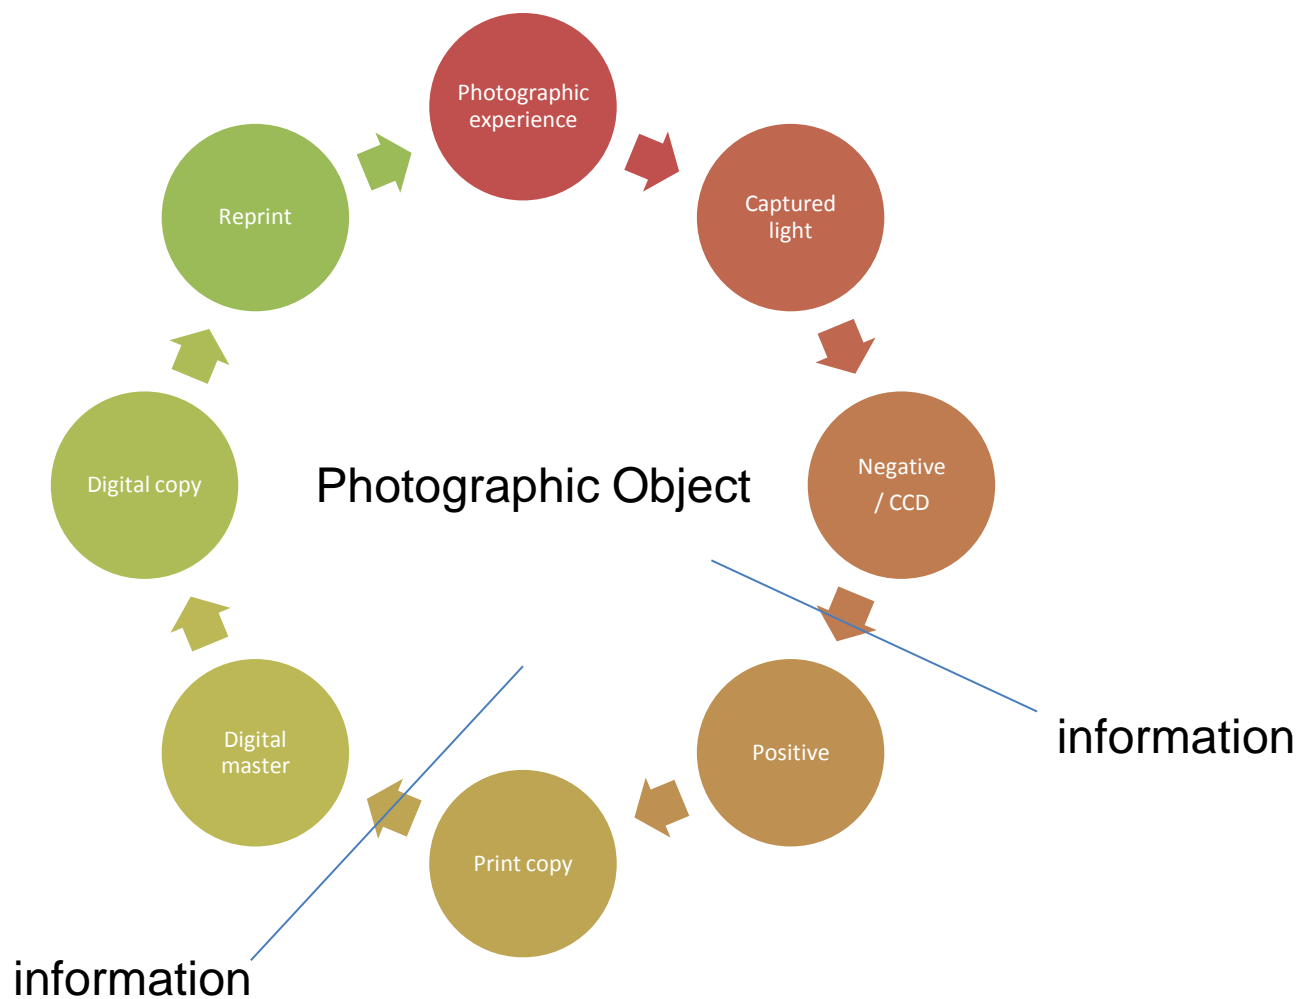 Photographic
experience
Captured
light
Negative
/ CCD
Positive
Print copy
Digital
master
Digital copy
Reprint
Photographic Object
information
information